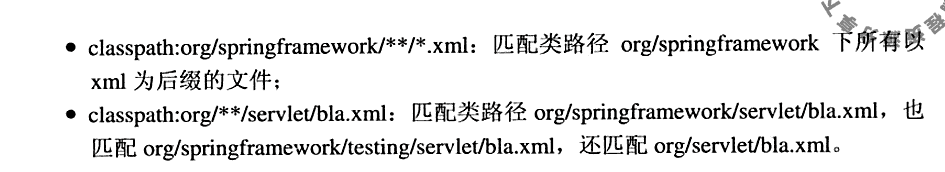 ● classpath:org/springframework/**/*.xml：匹配类路径 org/springframework 下所有以
xml 为后缀的文件；
● classpath:org/**/servlet/bla.xml：匹配类路径 org/springframework/servlet/bla.xml，也
匹配 org/springframework/testing/servlet/bla.xml，还匹配 org/servlet/bla.xml。